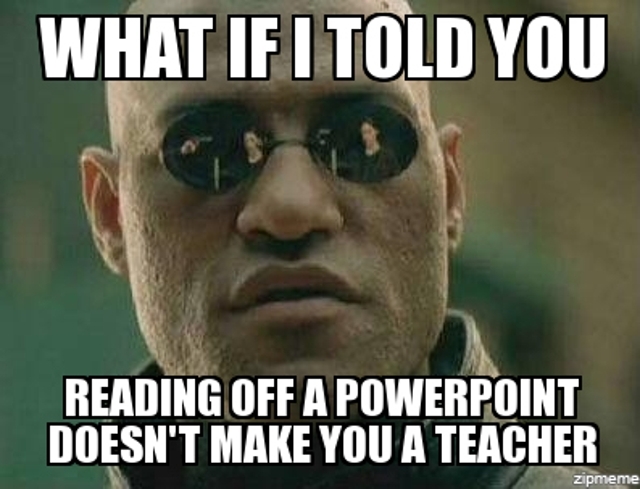 WHAT IF I TOLD YOU
READING OFF A POWERPOINT
DOESN'T MAKE YOU A TEACHER
zipmeme